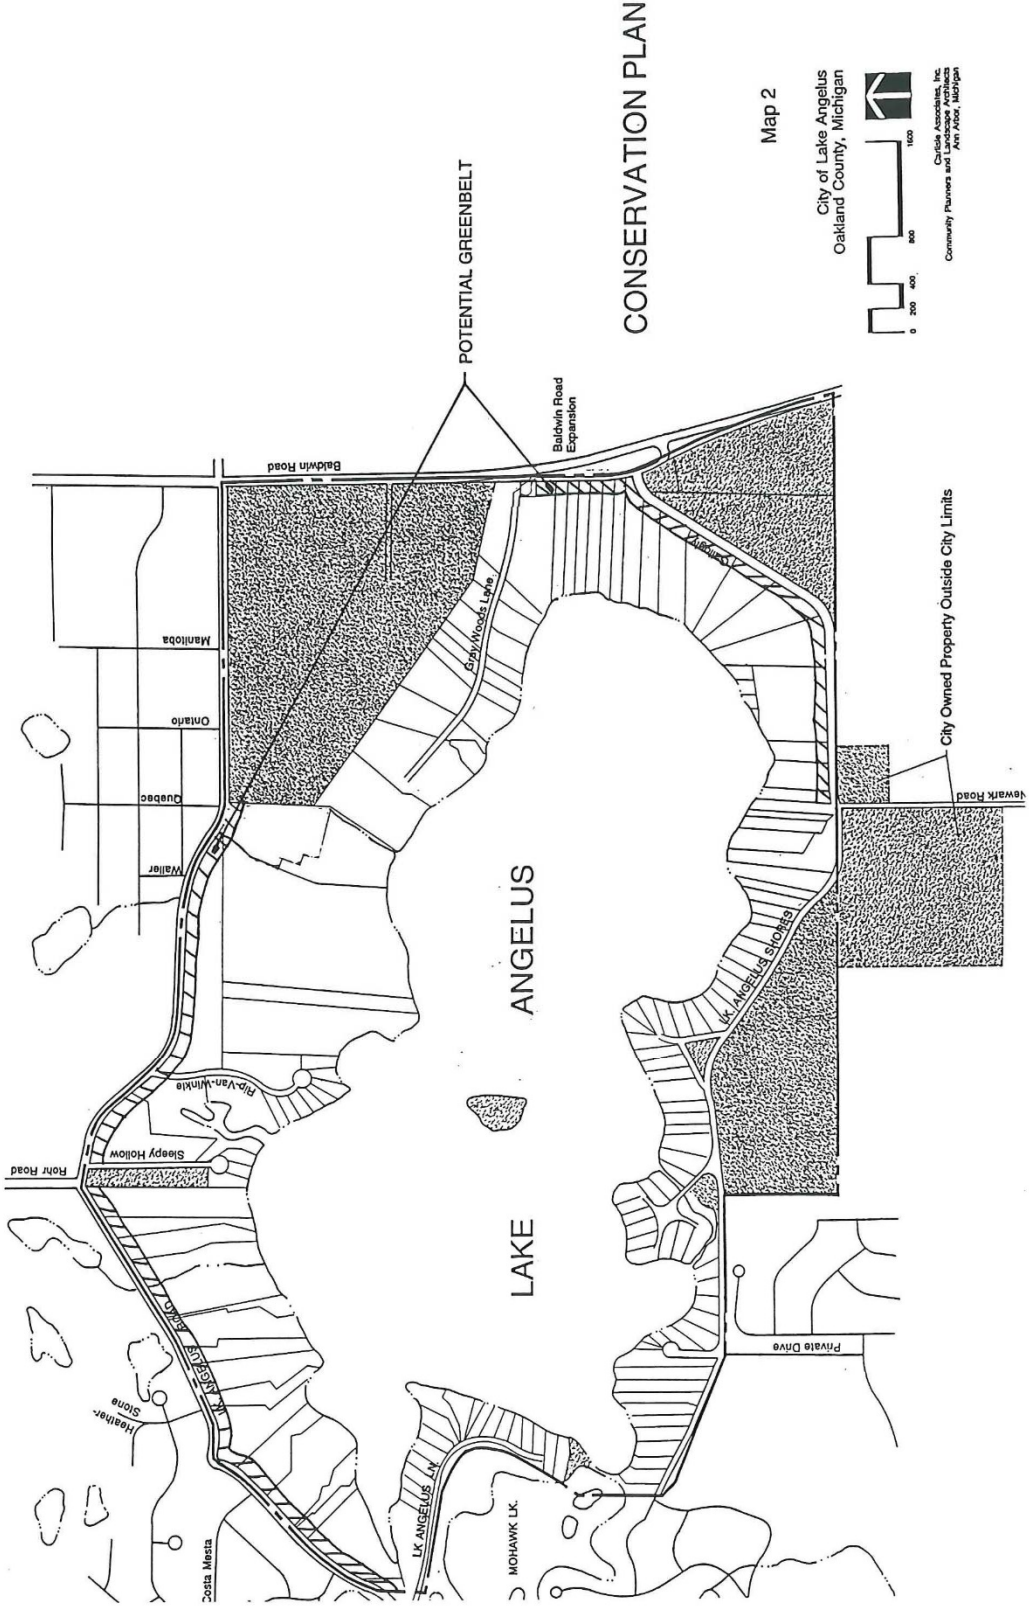 CONSERVATION PLAN
Map 2
City of Lake Angelus
Oakland County, Michigan
0 200 400 800 1600
Carlisle Associates, Inc.
Community Planners and Landscape Architects
Ann Arbor, Michigan
POTENTIAL GREENBELT
Baldwin Road
Expansion
Baldwin Road
Manitoba
Ontario
Quebec
Waller
Rohr Road
Sleepy Hollow
Rip-Van-Winkle
Heather-
Stone
Costa Mesta
LK. ANGELUS ROAD
GrayWoods Lane
LAKE ANGELUS
LK ANGELUS LN.
MOHAWK LK.
LK. ANGELUS SHORES
Private Drive
Newark Road
City Owned Property Outside City Limits